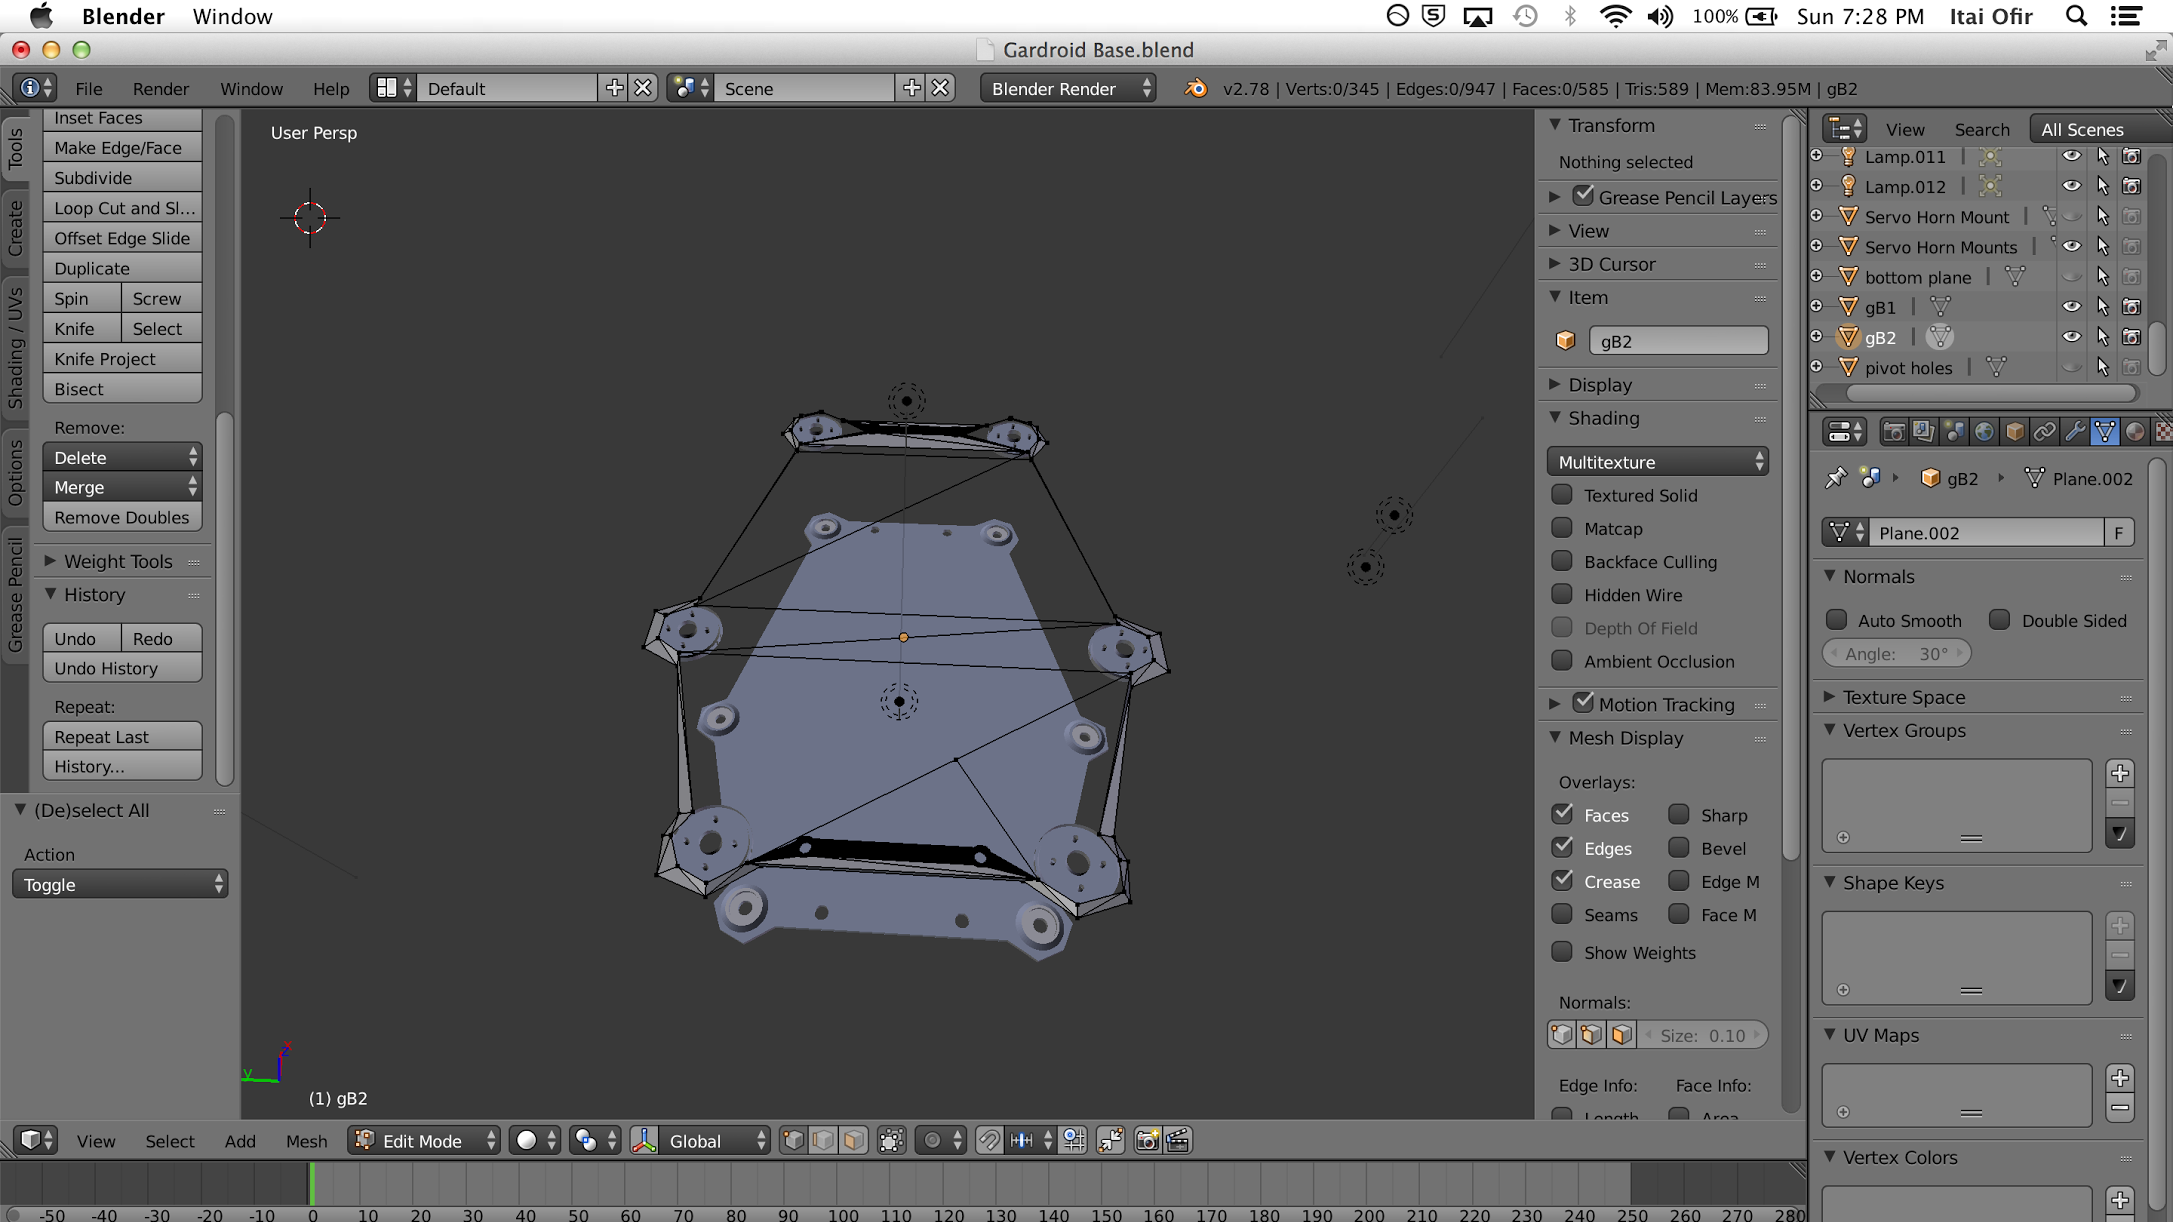 Blender Window 100% Sun 7:28 PM Itai Ofir
Gardroid Base.blend
File Render Window Help Default Scene Blender Render v2.78 | Verts:0/345 | Edges:0/947 | Faces:0/585 | Tris:589 | Mem:83.95M | gB2
Tools
Create
Shading / UVs
Options
Grease Pencil
Inset Faces
Make Edge/Face
Subdivide
Loop Cut and Sl...
Offset Edge Slide
Duplicate
Spin Screw
Knife Select
Knife Project
Bisect
Remove:
Delete
Merge
Remove Doubles
Weight Tools
History
Undo Redo
Undo History
Repeat:
Repeat Last
History...
(De)select All
Action
Toggle
User Persp
z
y
(1) gB2
Transform
Nothing selected
Grease Pencil Layers
View
3D Cursor
Item
gB2
Display
Shading
Multitexture
Textured Solid
Matcap
Backface Culling
Hidden Wire
Depth Of Field
Ambient Occlusion
Motion Tracking
Mesh Display
Overlays:
Faces Sharp
Edges Bevel
Crease Edge M
Seams Face M
Show Weights
Normals:
Size: 0.10
Edge Info: Face Info:
Length Area
View Search All Scenes
Lamp.011
Lamp.012
Servo Horn Mount
Servo Horn Mounts
bottom plane
gB1
gB2
pivot holes
gB2 Plane.002
Plane.002 F
Normals
Auto Smooth Double Sided
Angle: 30°
Texture Space
Vertex Groups
Shape Keys
UV Maps
Vertex Colors
View Select Add Mesh Edit Mode Global
-50 -40 -30 -20 -10 0 10 20 30 40 50 60 70 80 90 100 110 120 130 140 150 160 170 180 190 200 210 220 230 240 250 260 270 280